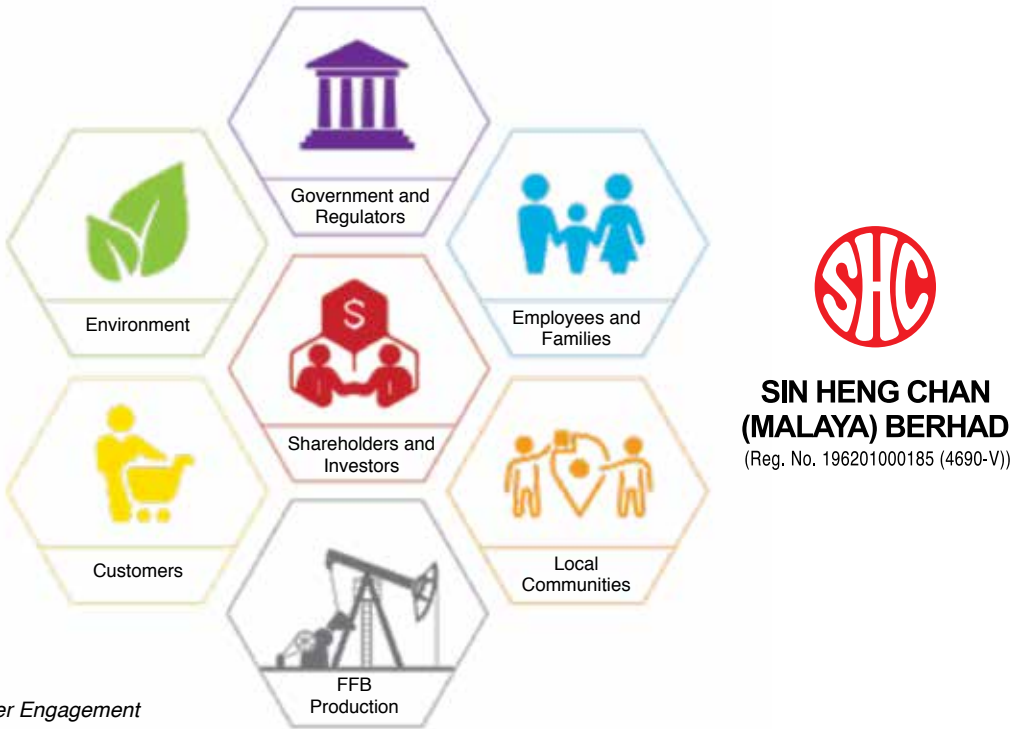 Government and
Regulators
Environment
Employees and
Families
Shareholders and
Investors
Customers
Local
Communities
FFB
Production
S
SHC
SIN HENG CHAN
(MALAYA) BERHAD
(Reg. No. 196201000185 (4690-V))
er Engagement